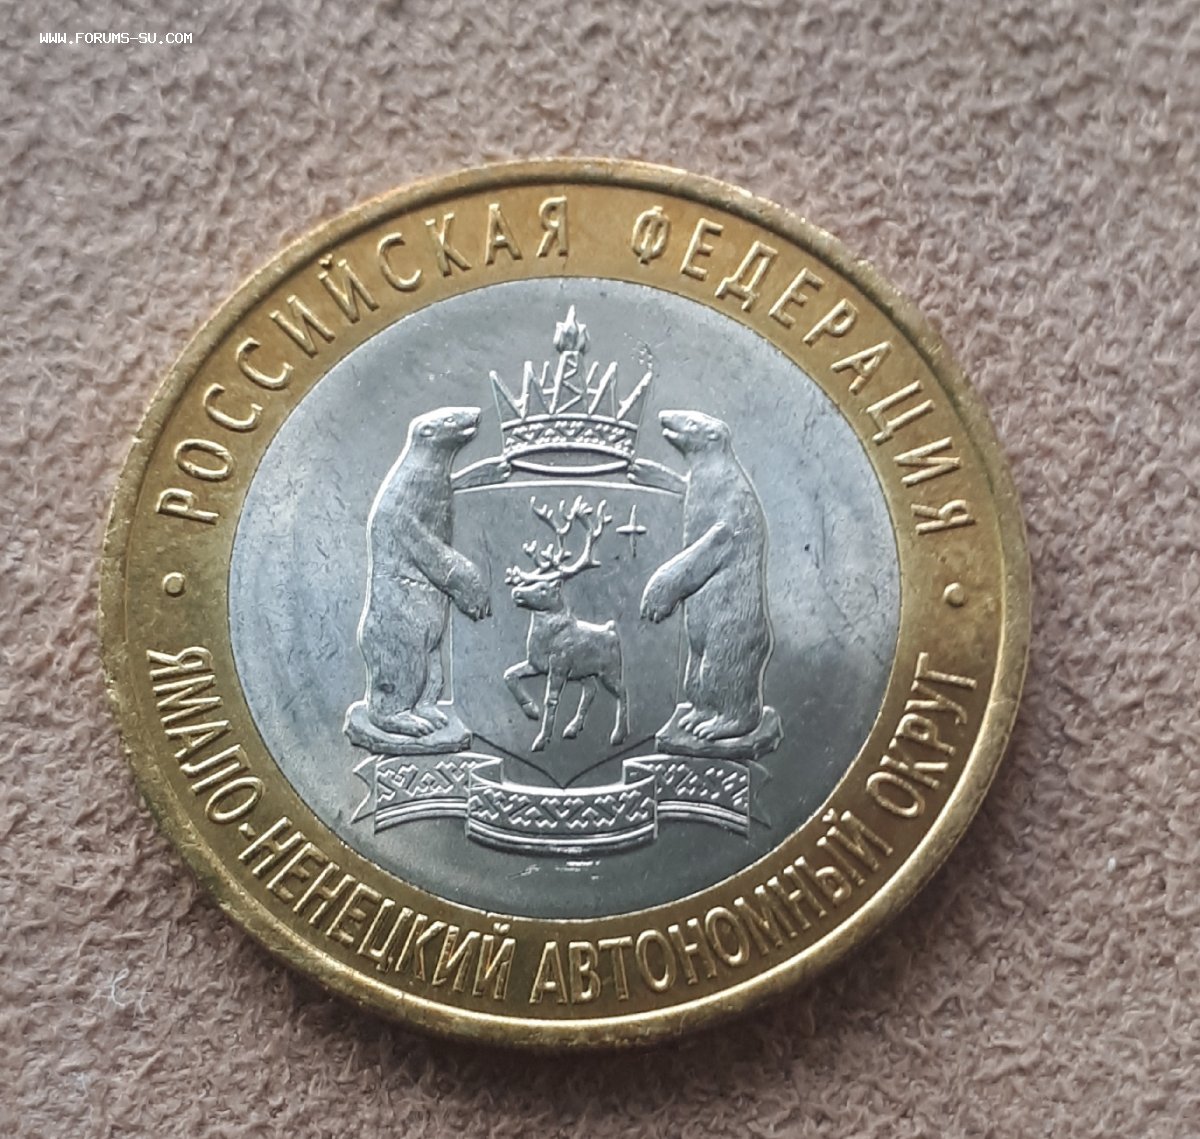 WWW.FORUMS-SU.COM
• РОССИЙСКАЯ ФЕДЕРАЦИЯ •
ЯМАЛО-НЕНЕЦКИЙ АВТОНОМНЫЙ ОКРУГ